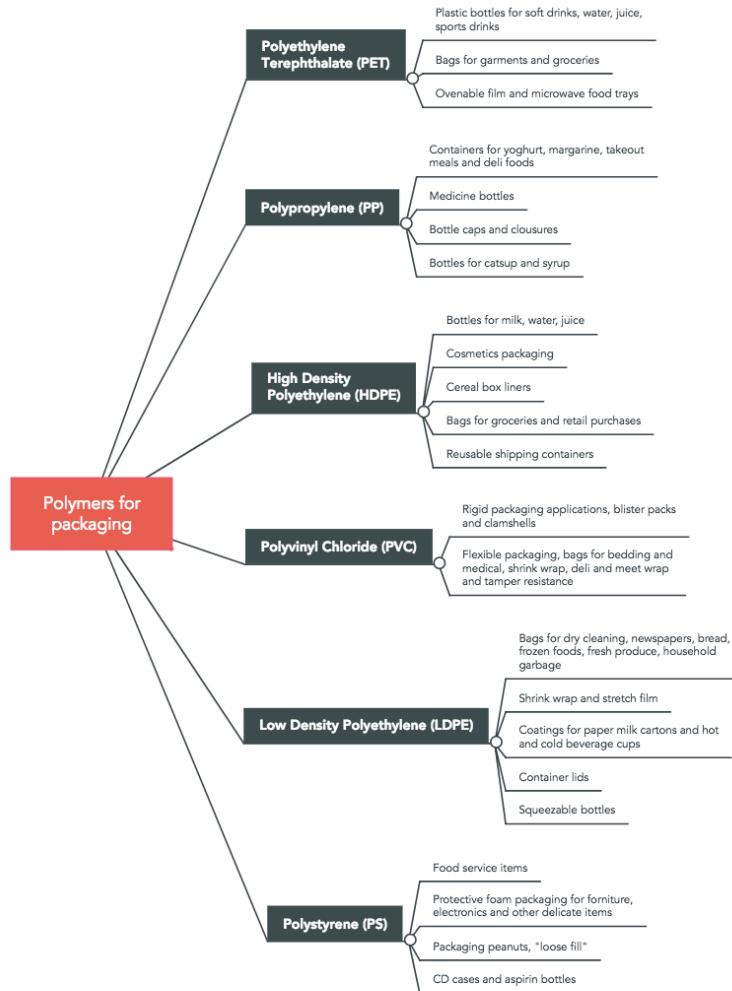 Polymers for
packaging
Polyethylene
Terephthalate (PET)
Plastic bottles for soft drinks, water, juice,
sports drinks
Bags for garments and groceries
Ovenable film and microwave food trays
Polypropylene (PP)
Containers for yoghurt, margarine, takeout
meals and deli foods
Medicine bottles
Bottle caps and clousures
Bottles for catsup and syrup
High Density
Polyethylene (HDPE)
Bottles for milk, water, juice
Cosmetics packaging
Cereal box liners
Bags for groceries and retail purchases
Reusable shipping containers
Polyvinyl Chloride (PVC)
Rigid packaging applications, blister packs
and clamshells
Flexible packaging, bags for bedding and
medical, shrink wrap, deli and meet wrap
and tamper resistance
Low Density Polyethylene (LDPE)
Bags for dry cleaning, newspapers, bread,
frozen foods, fresh produce, household
garbage
Shrink wrap and stretch film
Coatings for paper milk cartons and hot
and cold beverage cups
Container lids
Squeezable bottles
Polystyrene (PS)
Food service items
Protective foam packaging for forniture,
electronics and other delicate items
Packaging peanuts, "loose fill"
CD cases and aspirin bottles